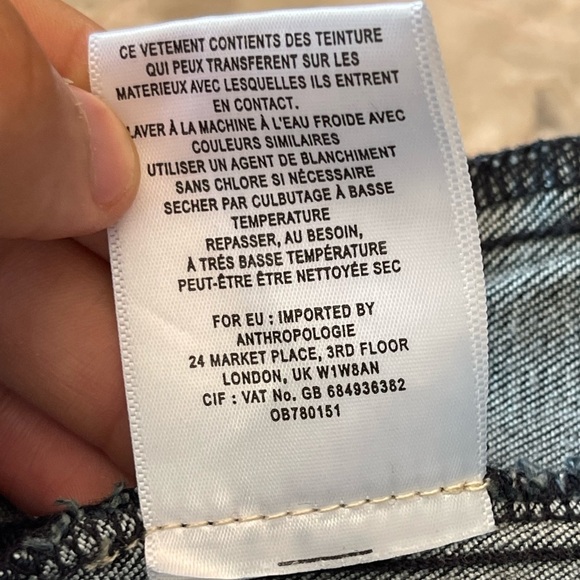 CE VETEMENT CONTIENTS DES TEINTURE
QUI PEUX TRANSFERENT SUR LES
MATERIEUX AVEC LESQUELLES ILS ENTRENT
EN CONTACT.
LAVER À LA MACHINE À L'EAU FROIDE AVEC
COULEURS SIMILAIRES
UTILISER UN AGENT DE BLANCHIMENT
SANS CHLORE SI NÉCESSAIRE
SECHER PAR CULBUTAGE À BASSE
TEMPERATURE
REPASSER, AU BESOIN,
À TRÉS BASSE TEMPÉRATURE
PEUT-ÊTRE ÊTRE NETTOYÉE SEC
FOR EU : IMPORTED BY
ANTHROPOLOGIE
24 MARKET PLACE, 3RD FLOOR
LONDON, UK W1W8AN
CIF : VAT No. GB 684936382
OB780151